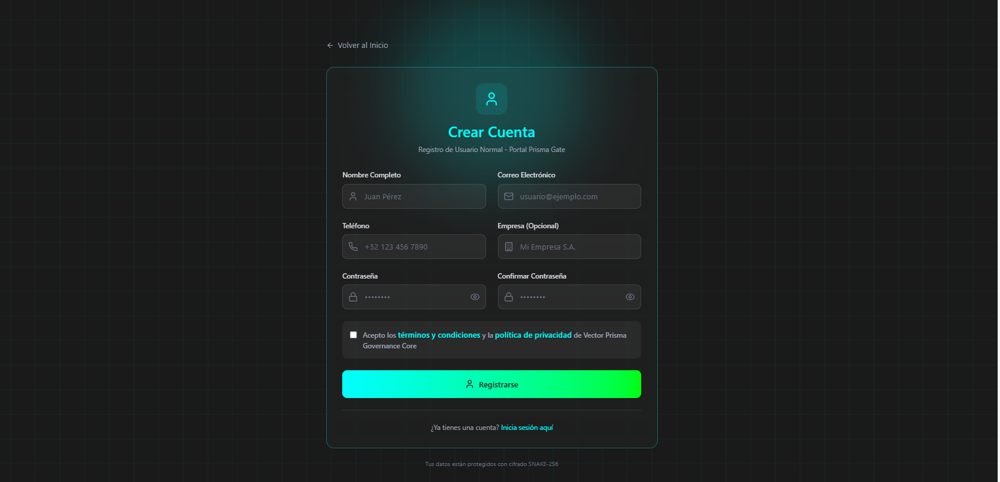 ← Volver al Inicio
Crear Cuenta
Registro de Usuario Normal - Portal Prisma Gate
Nombre Completo
Correo Electrónico
Juan Pérez
usuario@ejemplo.com
Teléfono
Empresa (Opcional)
+52 123 456 7890
Mi Empresa S.A.
Contraseña
Confirmar Contraseña
••••••••
••••••••
Acepto los términos y condiciones y la política de privacidad de Vector Prisma
Governance Core
Registrarse
¿Ya tienes una cuenta? Inicia sesión aquí
Tus datos están protegidos con cifrado SNAKE-256